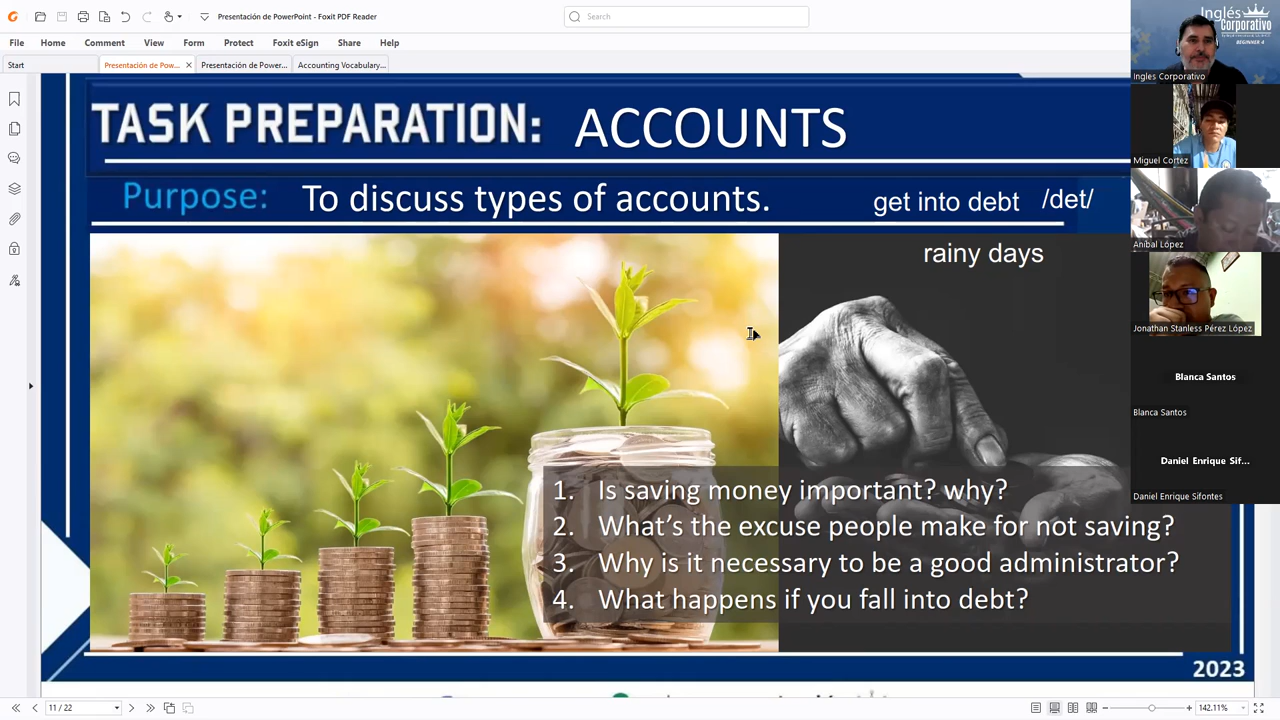 Presentación de PowerPoint - Foxit PDF Reader
Search
File Home Comment View Form Protect Foxit eSign Share Help
Start
Presentación de Pow...
Presentación de Power...
Accounting Vocabulary...
TASK PREPARATION: ACCOUNTS
Purpose: To discuss types of accounts. get into debt /det/
rainy days
1. Is saving money important? why?
2. What's the excuse people make for not saving?
3. Why is it necessary to be a good administrator?
4. What happens if you fall into debt?
2023
11 / 22
142.11%
Inglés
Corporativo
BEGINNER 4
Ingles Corporativo
Miguel Cortez
Anibal López
Jonathan Stanless Pérez López
Blanca Santos
Blanca Santos
Daniel Enrique Sif...
Daniel Enrique Sifontes